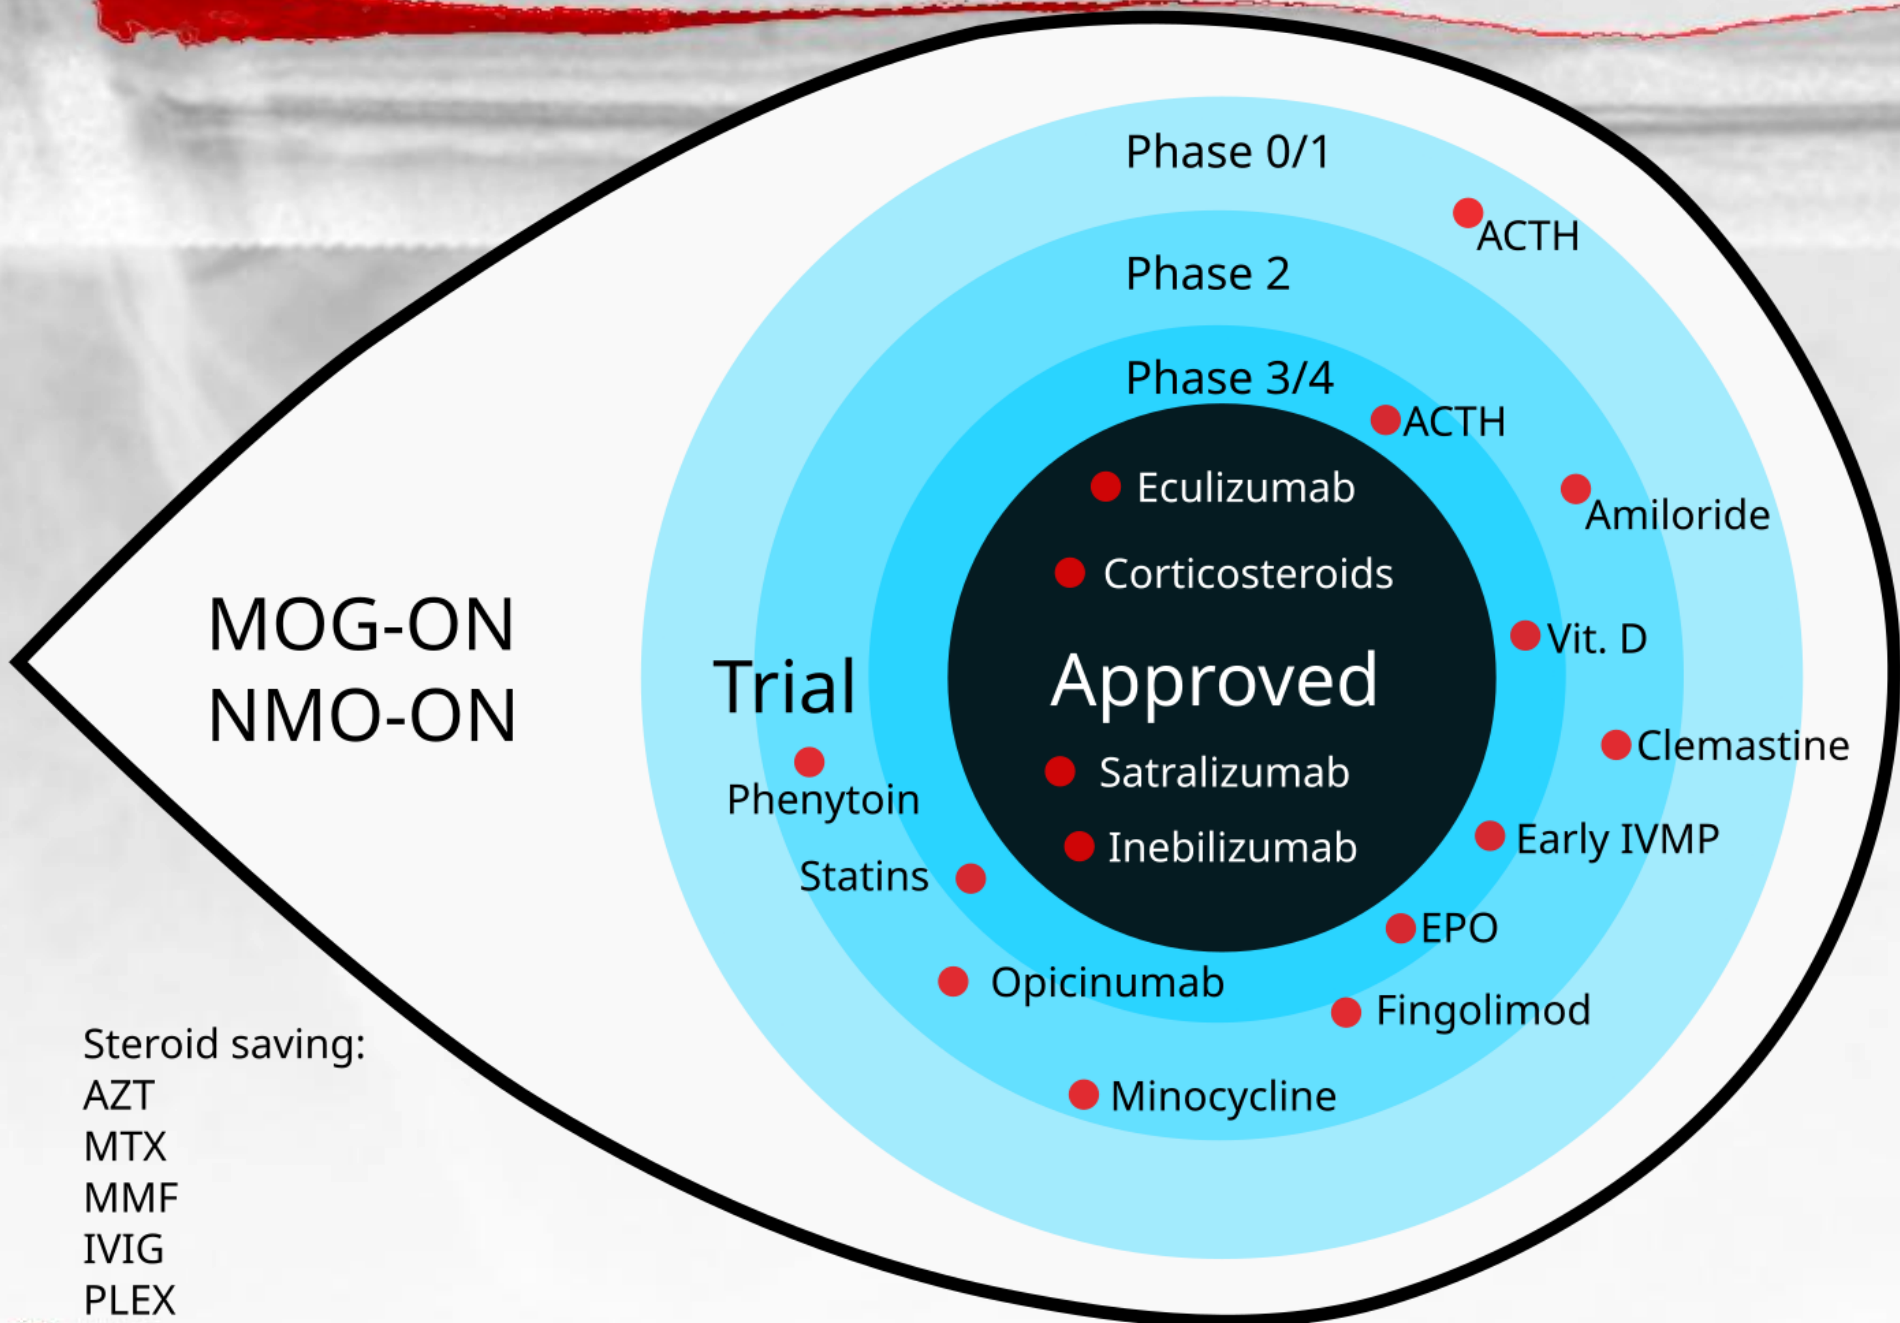 Phase 0/1
ACTH
Phase 2
Phase 3/4
ACTH
Eculizumab
Amiloride
Corticosteroids
MOG-ON
NMO-ON
Vit. D
Trial
Approved
Clemastine
Phenytoin
Satralizumab
Early IVMP
Inebilizumab
Statins
EPO
Opicinumab
Fingolimod
Minocycline
Steroid saving:
AZT
MTX
MMF
IVIG
PLEX